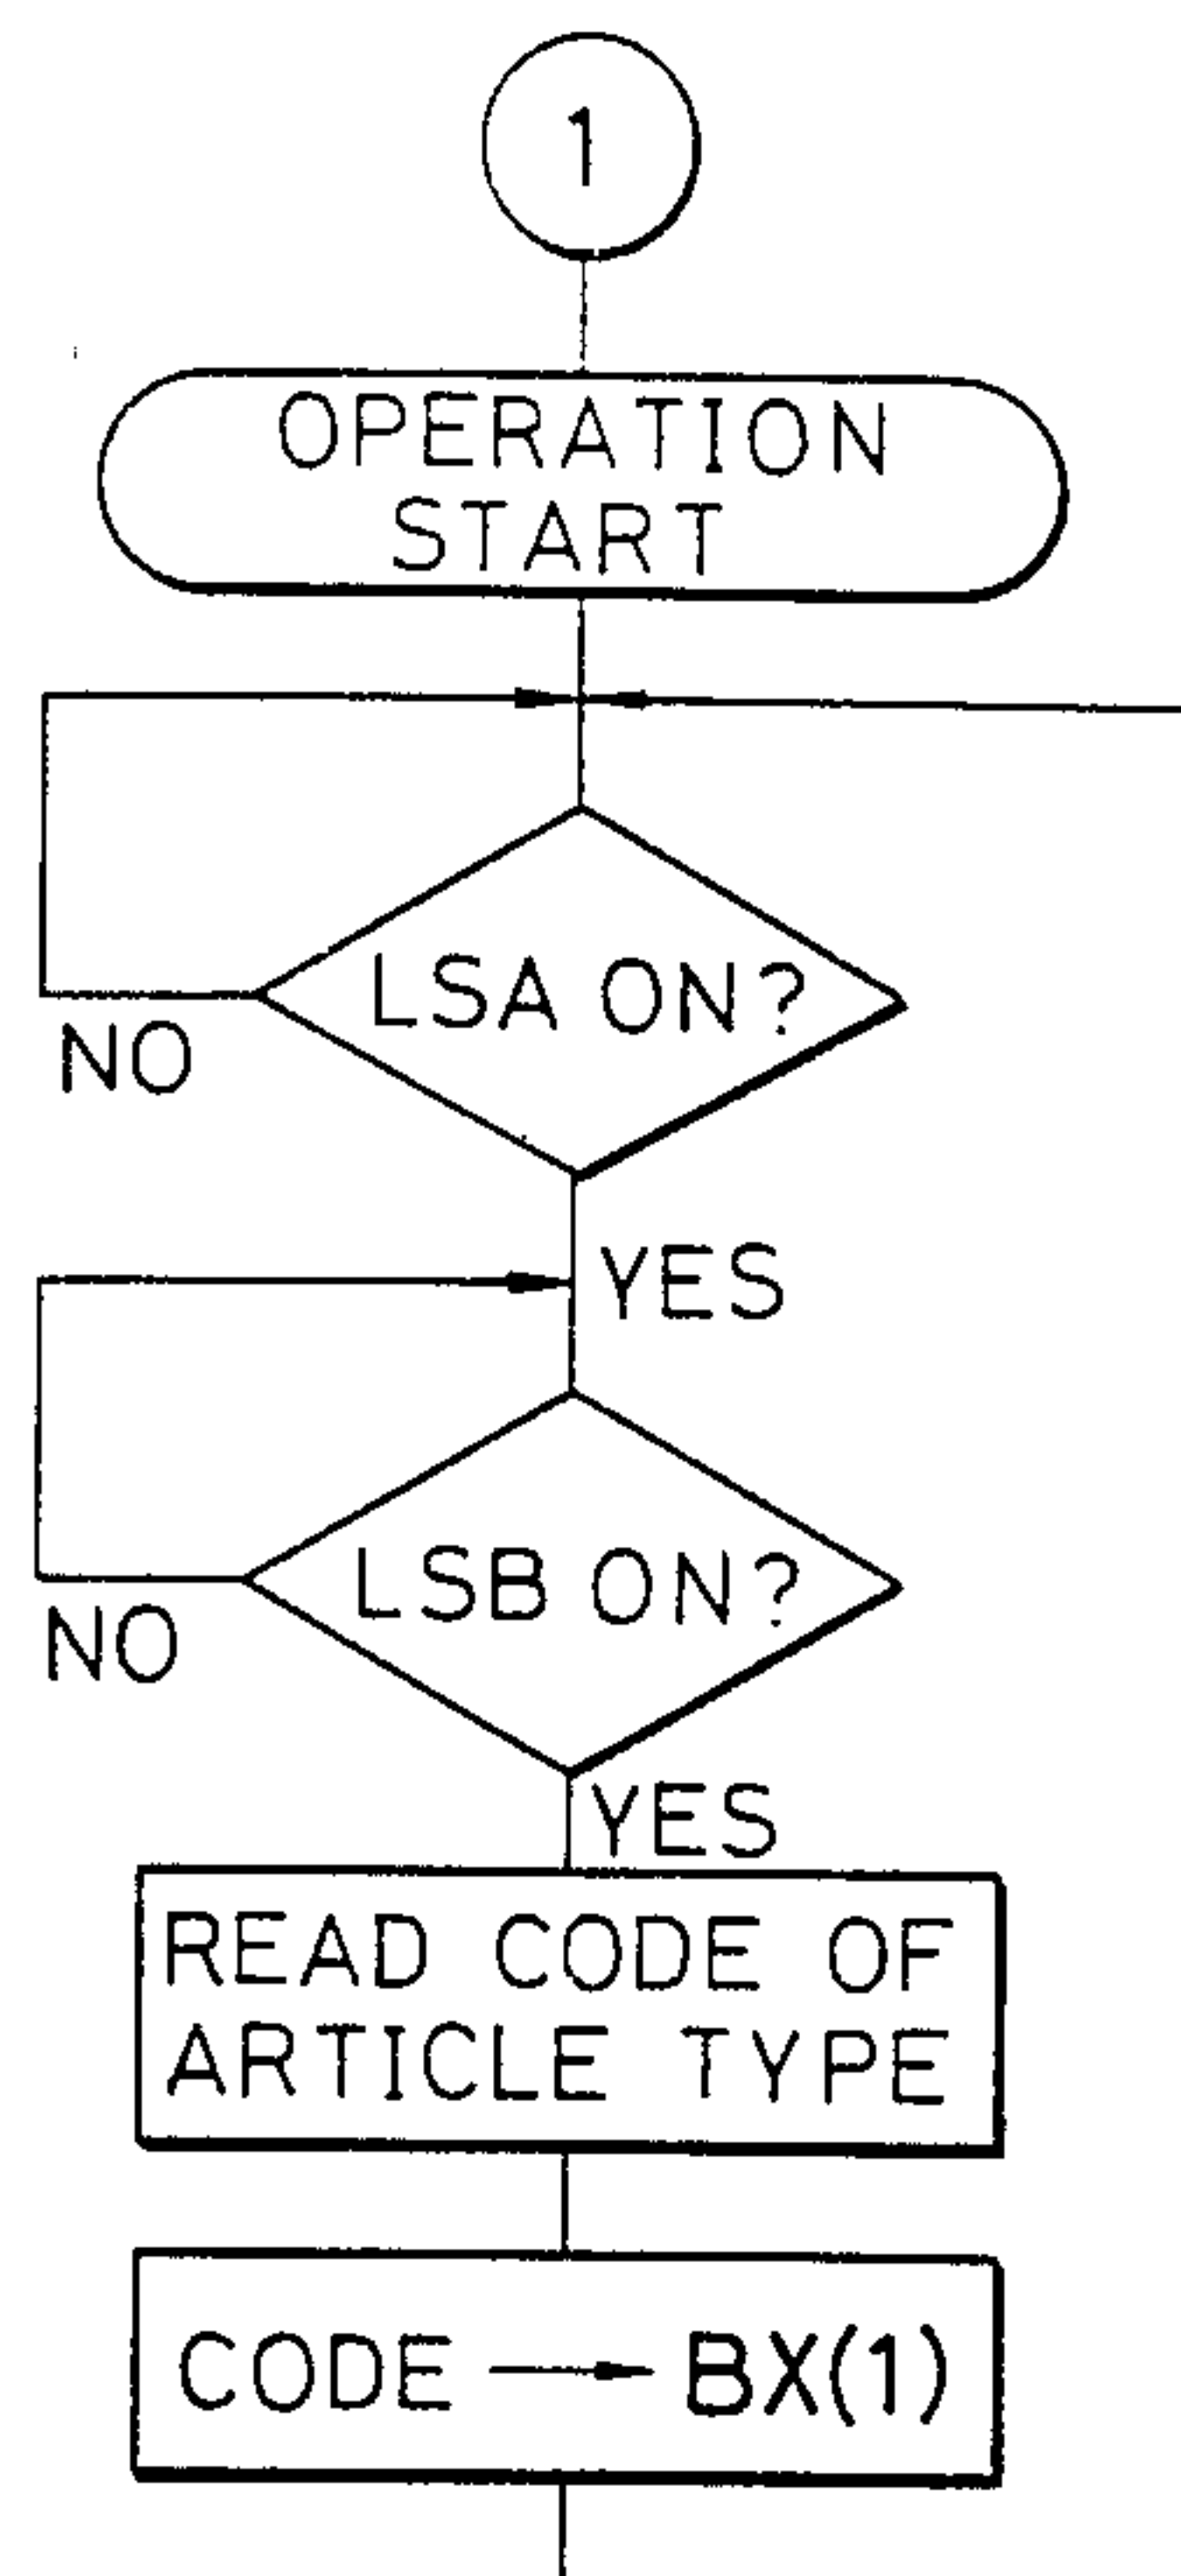 1
OPERATION
START
LSA ON?
NO
YES
LSB ON?
NO
YES
READ CODE OF
ARTICLE TYPE
CODE → BX(1)